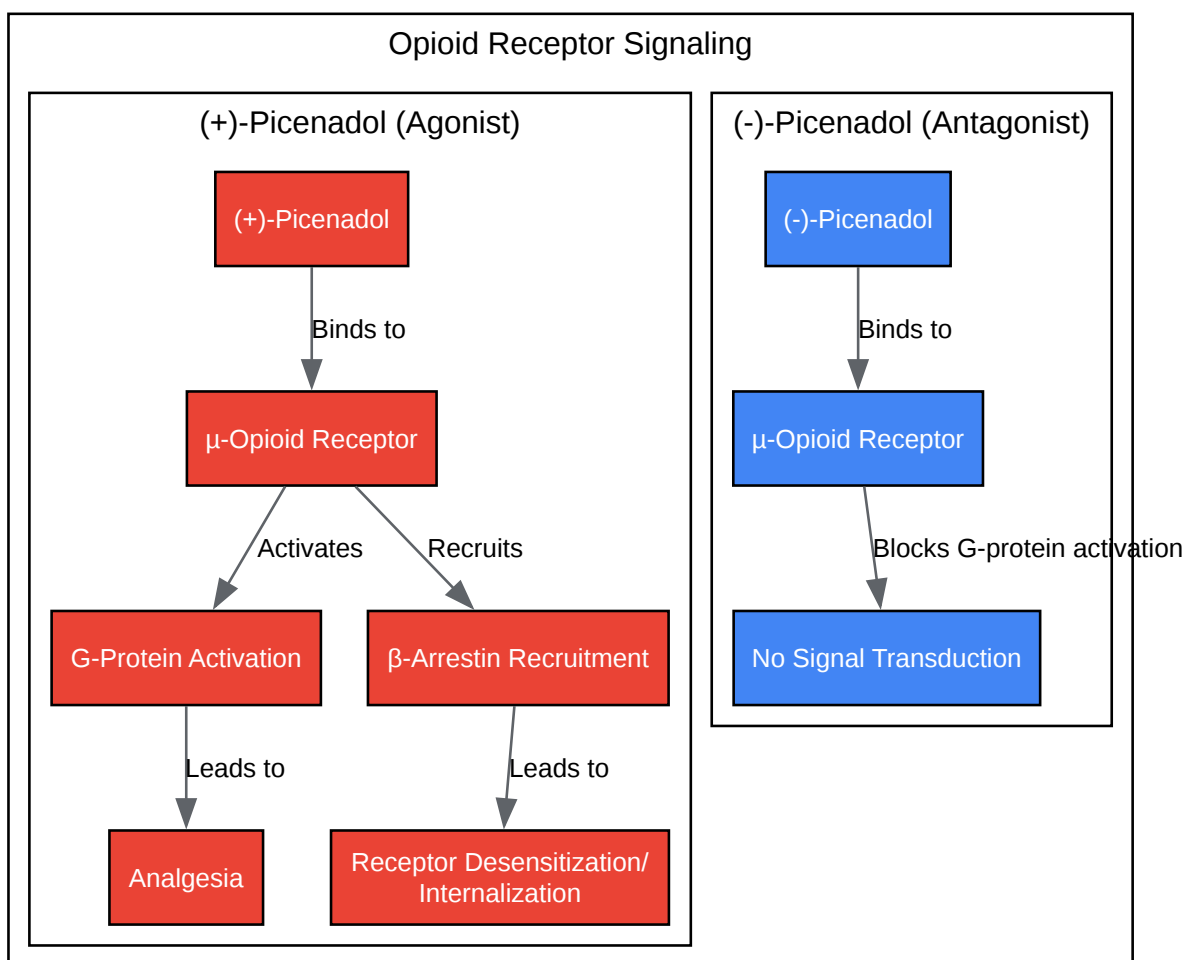 Opioid Receptor Signaling
(+)-Picenadol (Agonist)
(+)-Picenadol
Binds to
μ-Opioid Receptor
Activates
Recruits
G-Protein Activation
β-Arrestin Recruitment
Leads to
Leads to
Analgesia
Receptor Desensitization/
Internalization
(-)-Picenadol (Antagonist)
(-)-Picenadol
Binds to
μ-Opioid Receptor
Blocks G-protein activation
No Signal Transduction